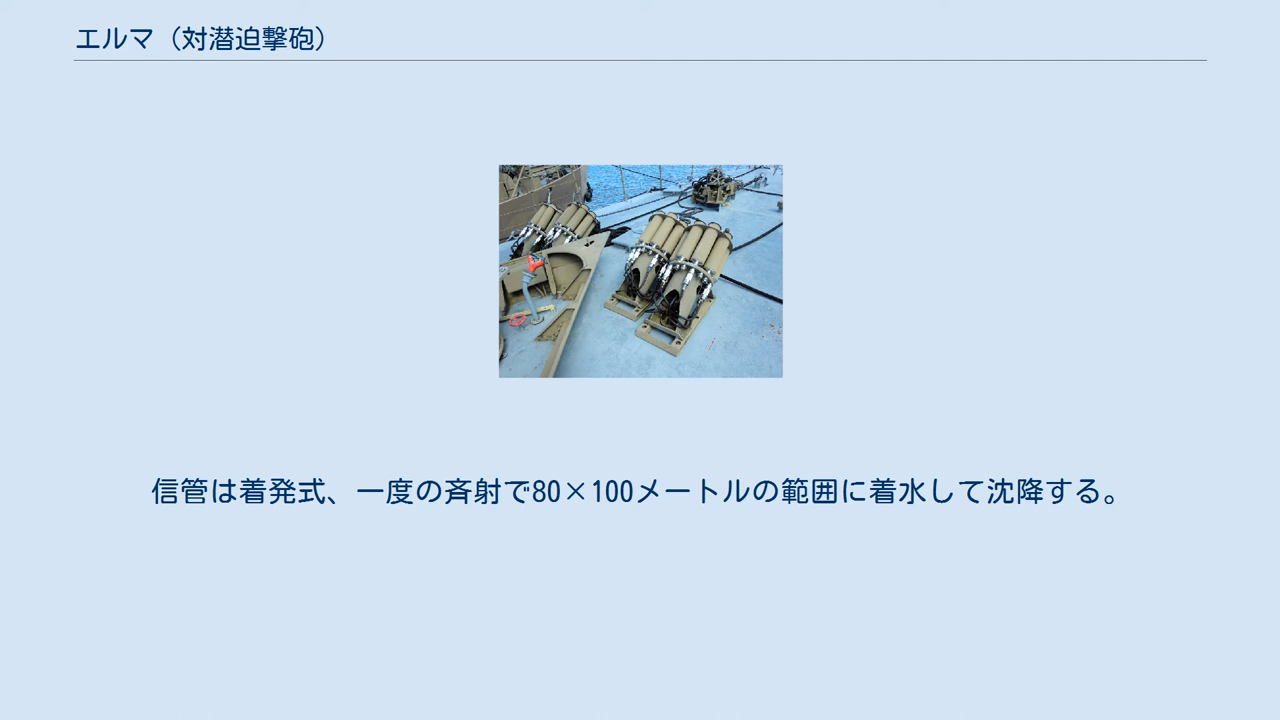 エルマ（対潜迫撃砲）
信管は着発式、一度の斉射で80×100メートルの範囲に着水して沈降する。